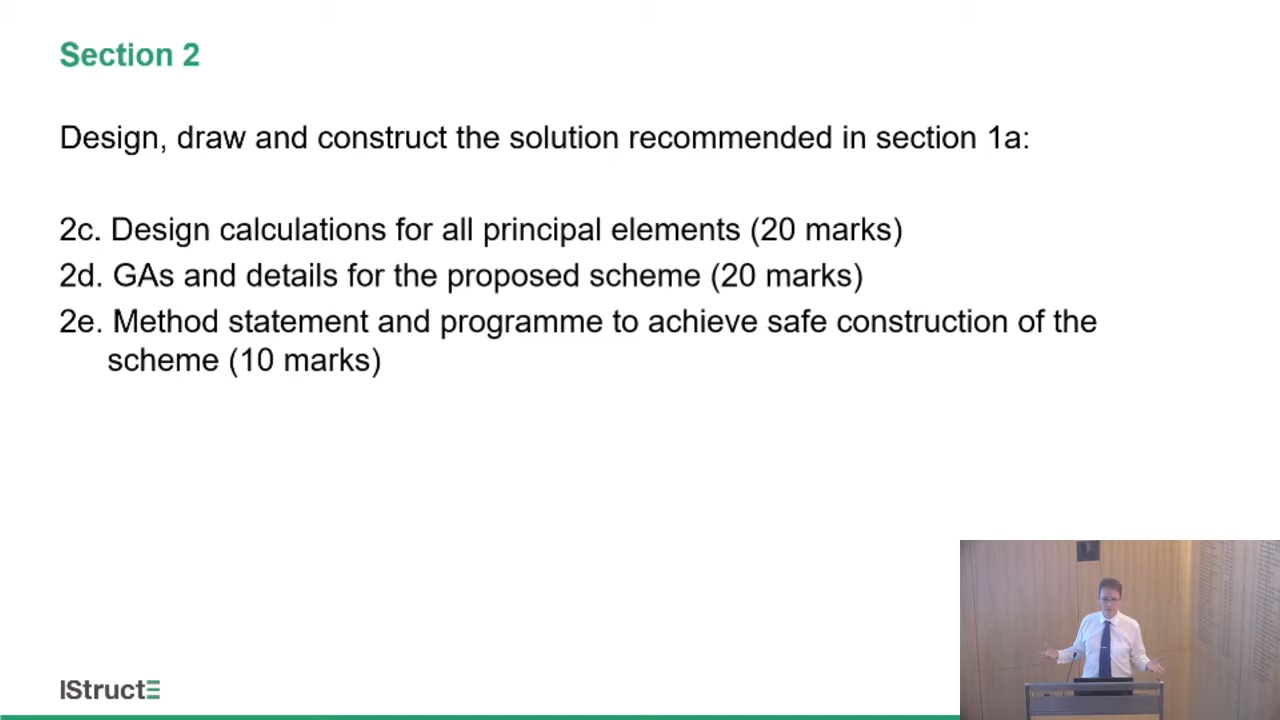 Section 2
Design, draw and construct the solution recommended in section 1a:
2c. Design calculations for all principal elements (20 marks)
2d. GAs and details for the proposed scheme (20 marks)
2e. Method statement and programme to achieve safe construction of the
scheme (10 marks)
IStructE